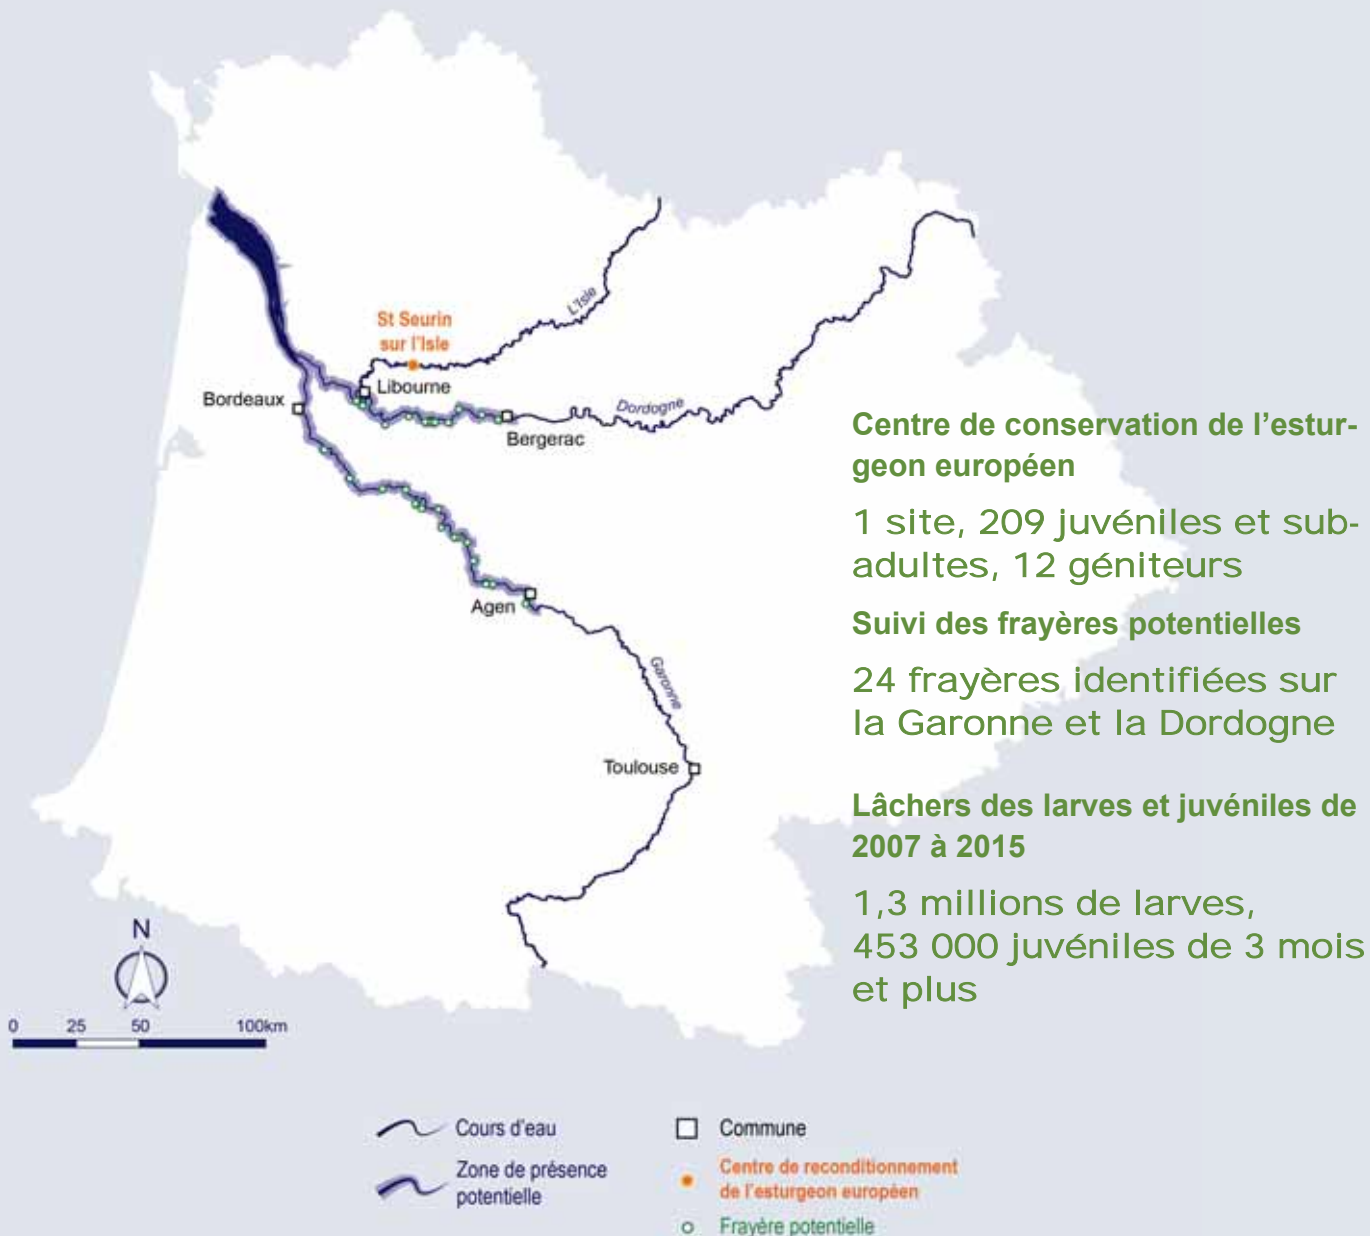 L'Isle
St Seurin
sur l'Isle
Libourne
Bordeaux
Dordogne
Bergerac
Agen
Garonne
Toulouse
Centre de conservation de l'estur-
geon européen
1 site, 209 juvéniles et sub-
adultes, 12 géniteurs
Suivi des frayères potentielles
24 frayères identifiées sur
la Garonne et la Dordogne
Lâchers des larves et juvéniles de
2007 à 2015
1,3 millions de larves,
453 000 juvéniles de 3 mois
et plus
N
0 25 50 100km
Cours d'eau
Zone de présence
potentielle
Commune
Centre de reconditionnement
de l'esturgeon européen
Frayère potentielle